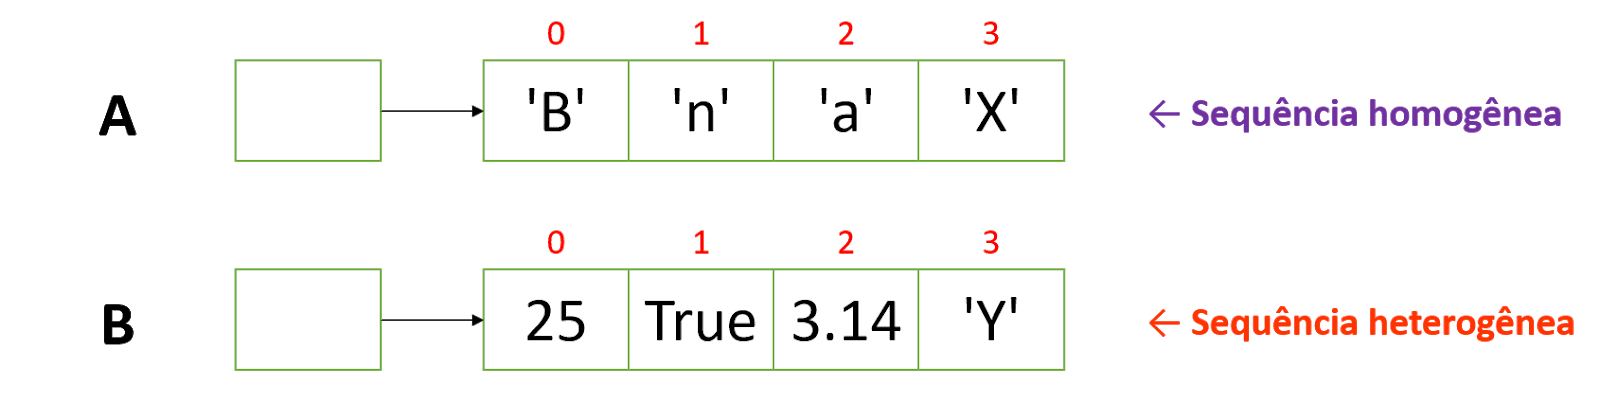 0 1 2 3
A 'B' 'n' 'a' 'X' ← Sequência homogênea
0 1 2 3
B 25 True 3.14 'Y' ← Sequência heterogênea